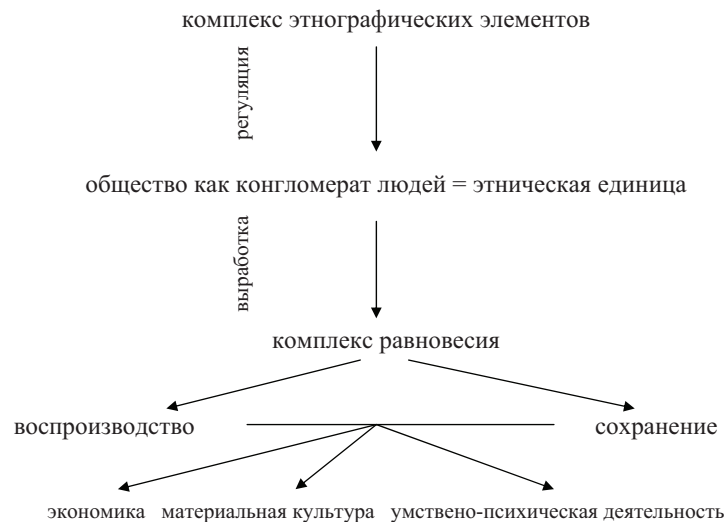 комплекс этнографических элементов
регуляция
общество как конгломерат людей = этническая единица
выработка
комплекс равновесия
воспроизводство сохранение
экономика материальная культура умствено-психическая деятельность